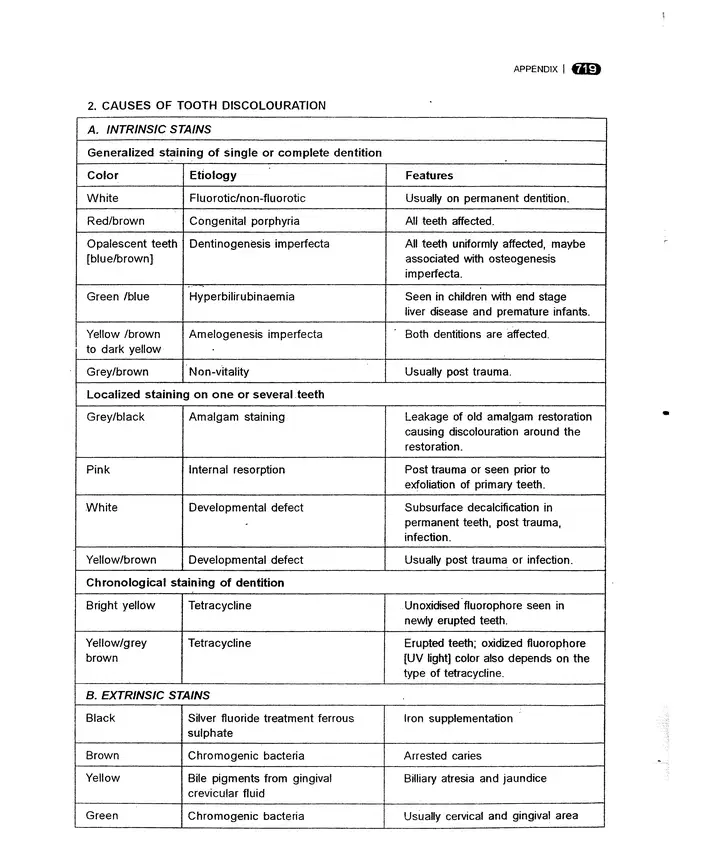 APPENDIX | 719
2. CAUSES OF TOOTH DISCOLOURATION
A. INTRINSIC STAINS
Generalized staining of single or complete dentition
Color Etiology Features
White Fluorotic/non-fluorotic Usually on permanent dentition.
Red/brown Congenital porphyria All teeth affected.
Opalescent teeth Dentinogenesis imperfecta All teeth uniformly affected, maybe
[blue/brown] associated with osteogenesis
imperfecta.
Green /blue Hyperbilirubinaemia Seen in children with end stage
liver disease and premature infants.
Yellow /brown Amelogenesis imperfecta Both dentitions are affected.
to dark yellow
Grey/brown Non-vitality Usually post trauma.
Localized staining on one or several teeth
Grey/black Amalgam staining Leakage of old amalgam restoration
causing discolouration around the
restoration.
Pink Internal resorption Post trauma or seen prior to
exfoliation of primary teeth.
White Developmental defect Subsurface decalcification in
permanent teeth, post trauma,
infection.
Yellow/brown Developmental defect Usually post trauma or infection.
Chronological staining of dentition
Bright yellow Tetracycline Unoxidised fluorophore seen in
newly erupted teeth.
Yellow/grey Tetracycline Erupted teeth; oxidized fluorophore
brown [UV light] color also depends on the
type of tetracycline.
B. EXTRINSIC STAINS
Black Silver fluoride treatment ferrous Iron supplementation
sulphate
Brown Chromogenic bacteria Arrested caries
Yellow Bile pigments from gingival Billiary atresia and jaundice
crevicular fluid
Green Chromogenic bacteria Usually cervical and gingival area